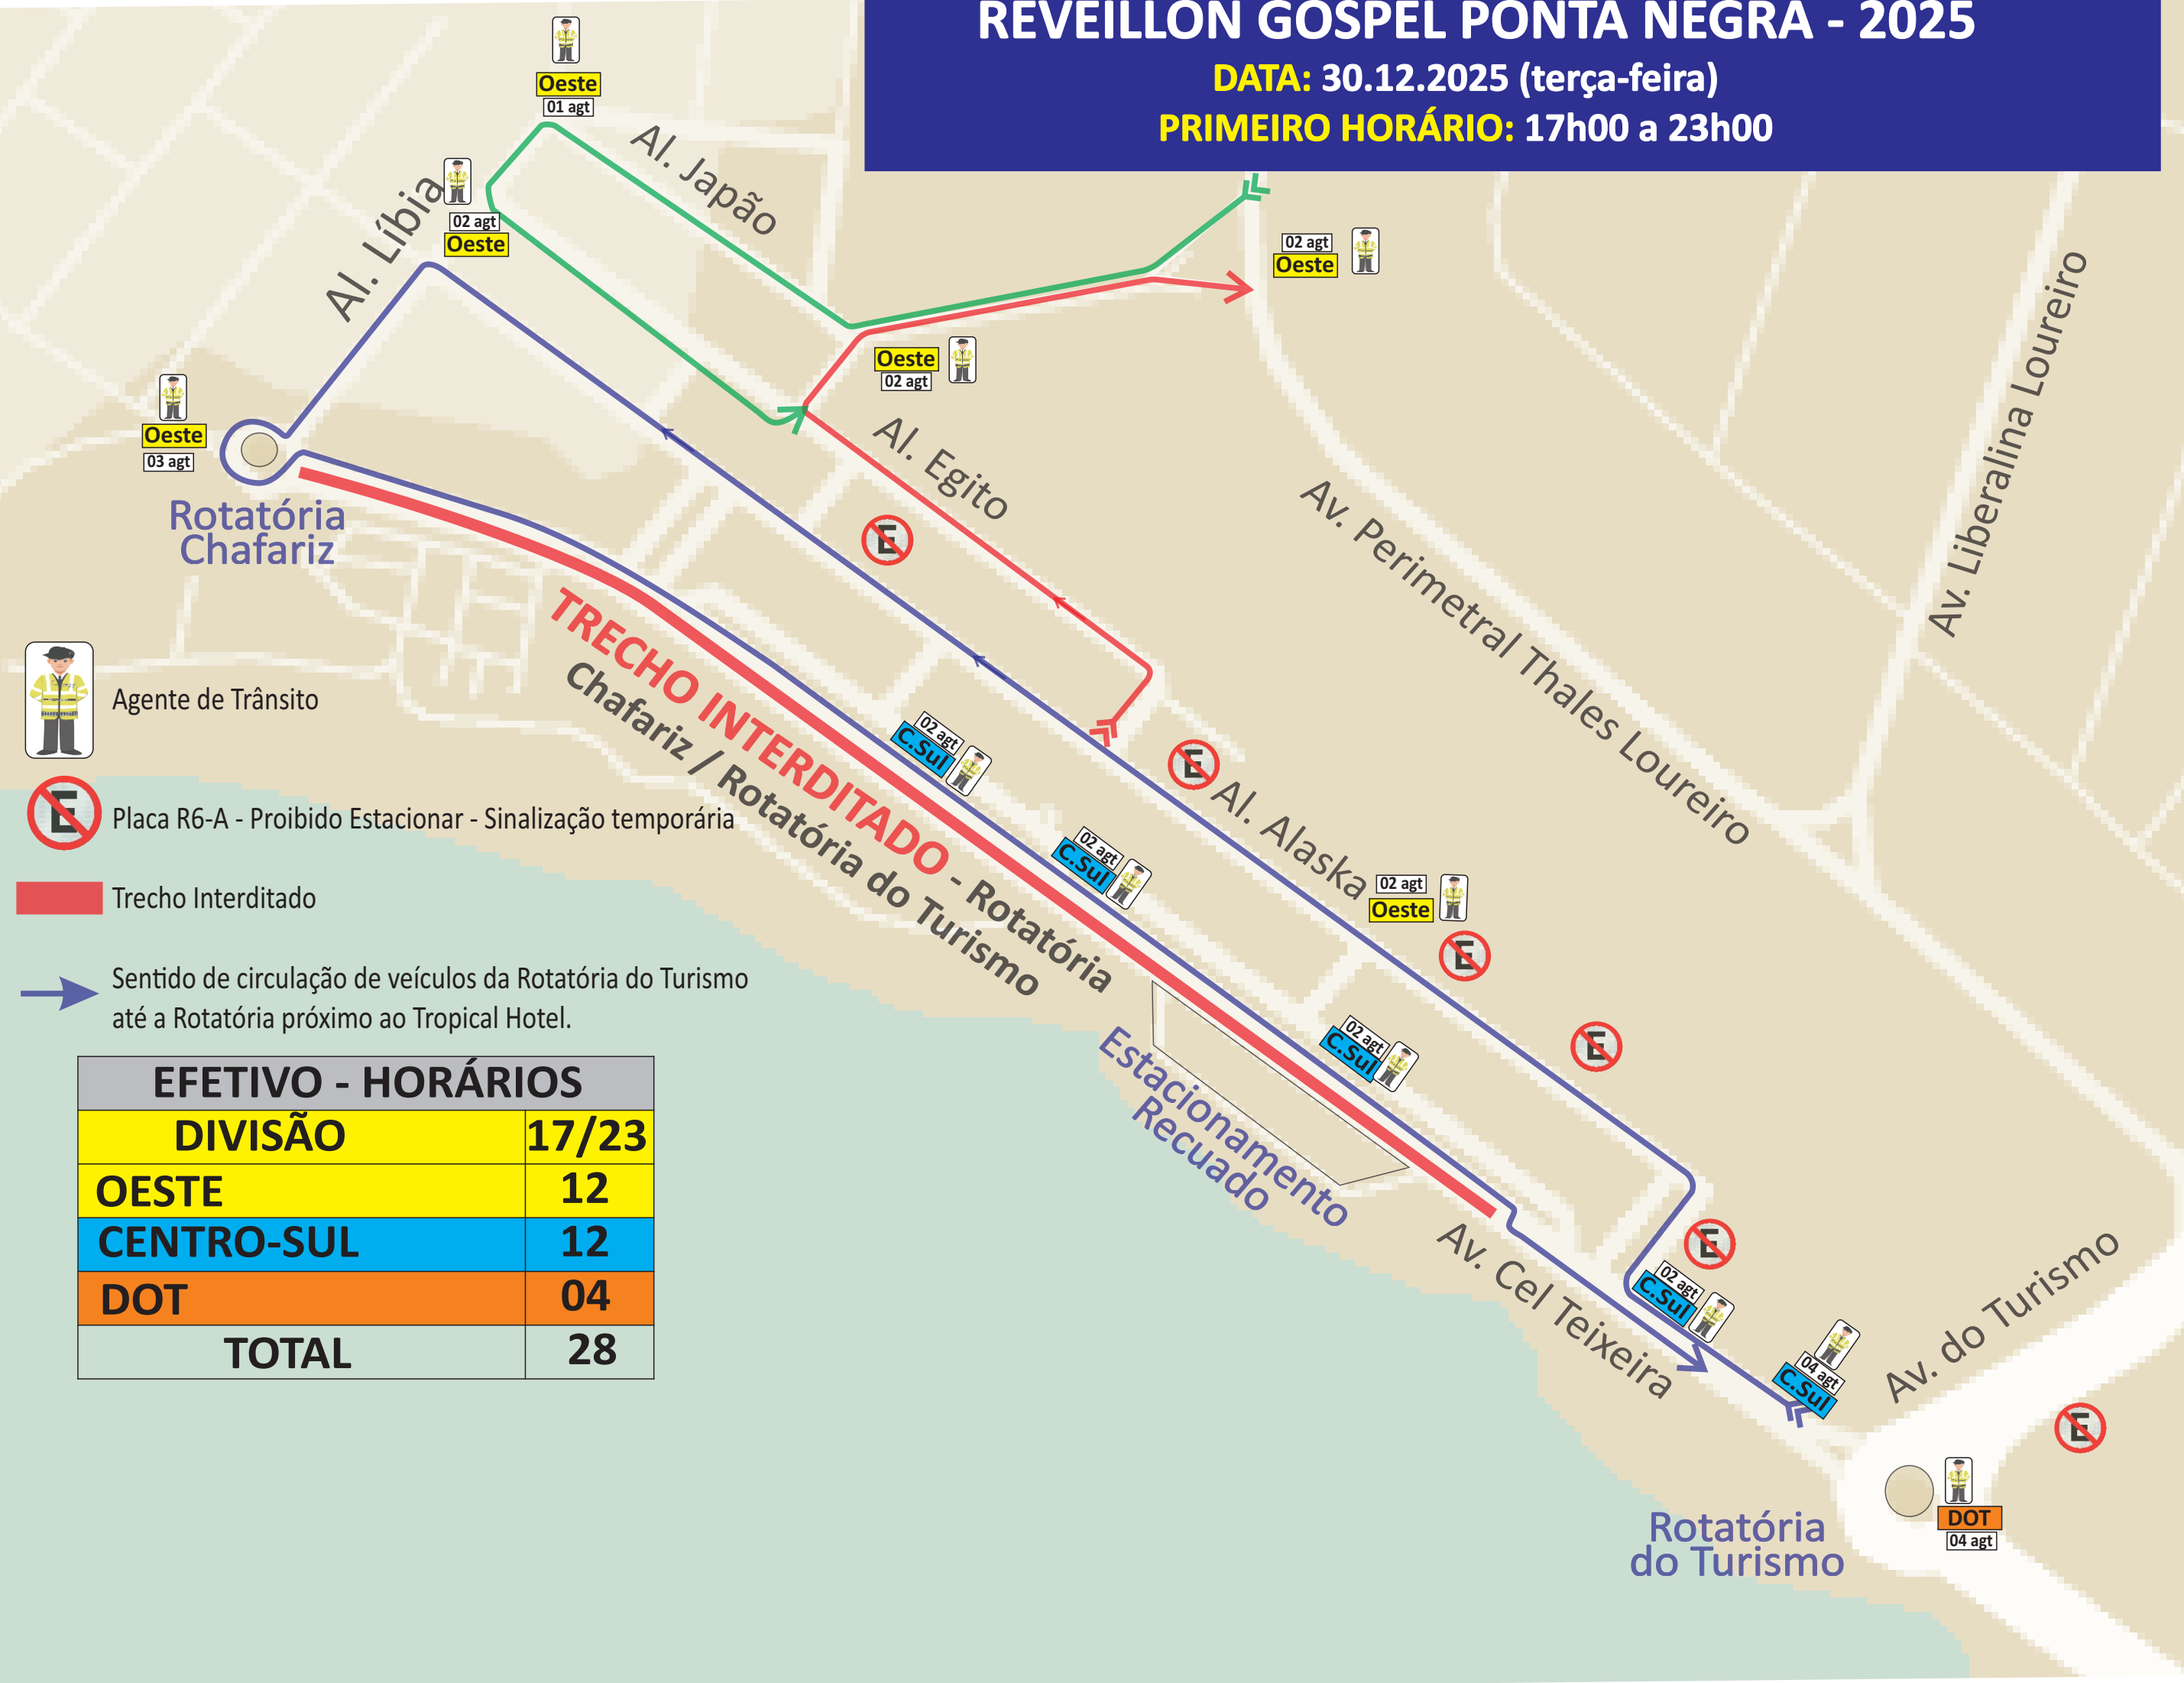 REVEILLON GOSPEL PONTA NEGRA - 2025
DATA: 30.12.2025 (terça-feira)
PRIMEIRO HORÁRIO: 17h00 a 23h00
Oeste
01 agt
Al. Japão
Al. Líbia
02 agt
Oeste
02 agt
Oeste
Oeste
02 agt
Oeste
03 agt
Rotatória
Chafariz
Al. Egito
E
Av. Perimetral Thales Loureiro
Av. Liberalina Loureiro
TRECHO INTERDITADO - Rotatória
Chafariz / Rotatória do Turismo
02 agt
C.Sul
E
Al. Alaska
02 agt
C.Sul
02 agt
Oeste
E
E
02 agt
C.Sul
Estacionamento
Recuado
Av. Cel Teixeira
E
02 agt
C.Sul
04 agt
C.Sul
Av. do Turismo
E
DOT
04 agt
Rotatória
do Turismo
Agente de Trânsito
E
Placa R6-A - Proibido Estacionar - Sinalização temporária
Trecho Interditado
Sentido de circulação de veículos da Rotatória do Turismo
até a Rotatória próximo ao Tropical Hotel.
EFETIVO - HORÁRIOS
DIVISÃO 17/23
OESTE 12
CENTRO-SUL 12
DOT 04
TOTAL 28